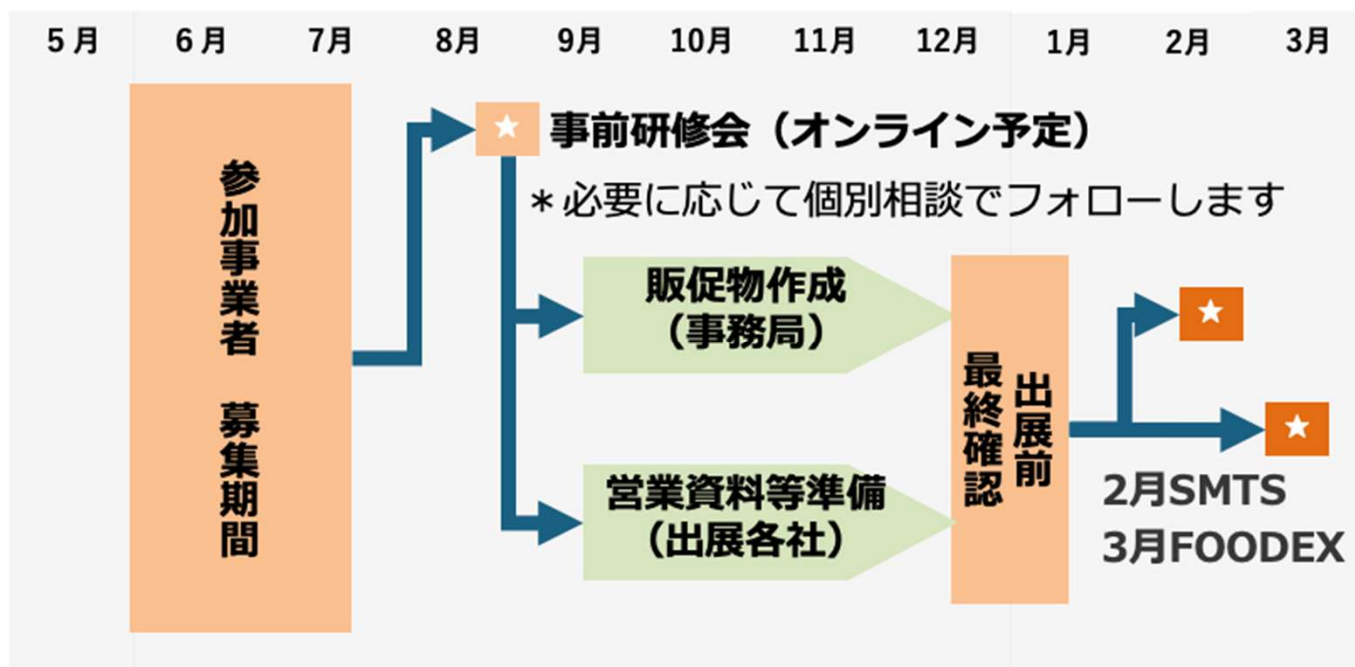 5月 6月 7月 8月 9月 10月 11月 12月 1月 2月 3月
参加事業者 募集期間
事前研修会（オンライン予定）
＊必要に応じて個別相談でフォローします
販促物作成
（事務局）
営業資料等準備
（出展各社）
出展前
最終確認
2月SMTS
3月FOODEX